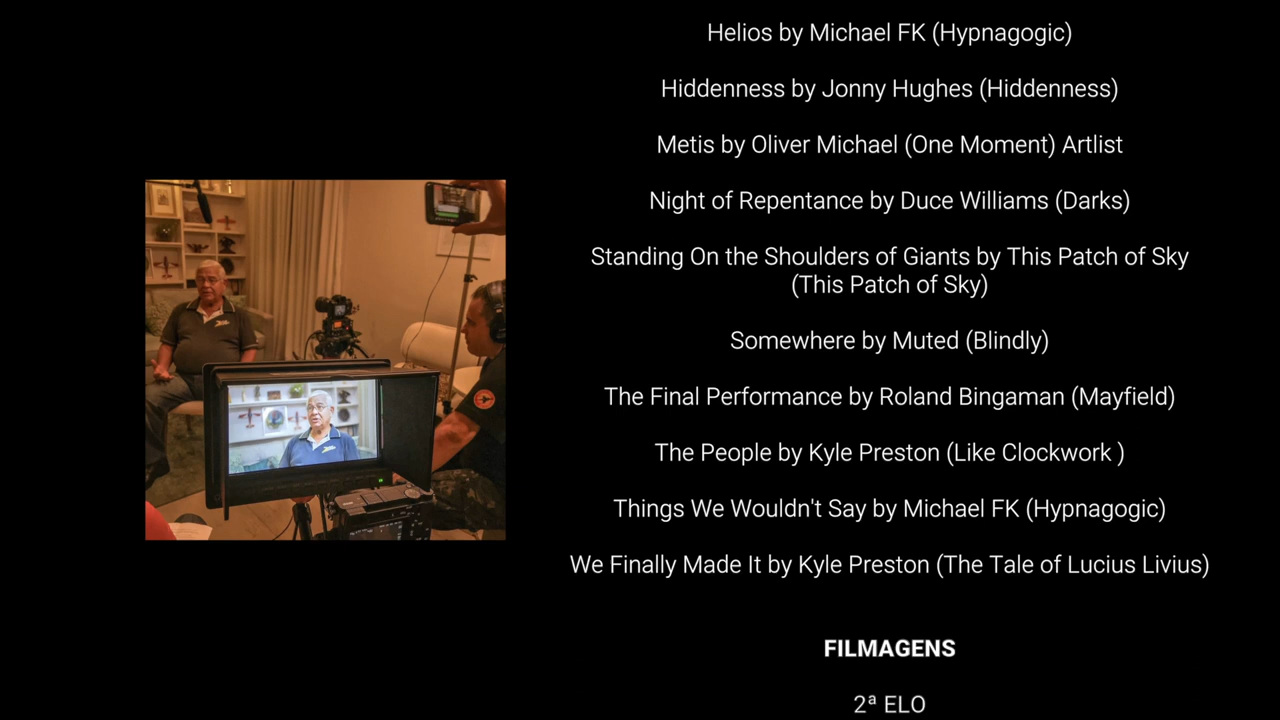 Helios by Michael FK (Hypnagogic)
Hiddenness by Jonny Hughes (Hiddenness)
Metis by Oliver Michael (One Moment) Artlist
Night of Repentance by Duce Williams (Darks)
Standing On the Shoulders of Giants by This Patch of Sky
(This Patch of Sky)
Somewhere by Muted (Blindly)
The Final Performance by Roland Bingaman (Mayfield)
The People by Kyle Preston (Like Clockwork )
Things We Wouldn't Say by Michael FK (Hypnagogic)
We Finally Made It by Kyle Preston (The Tale of Lucius Livius)
FILMAGENS
2ª ELO